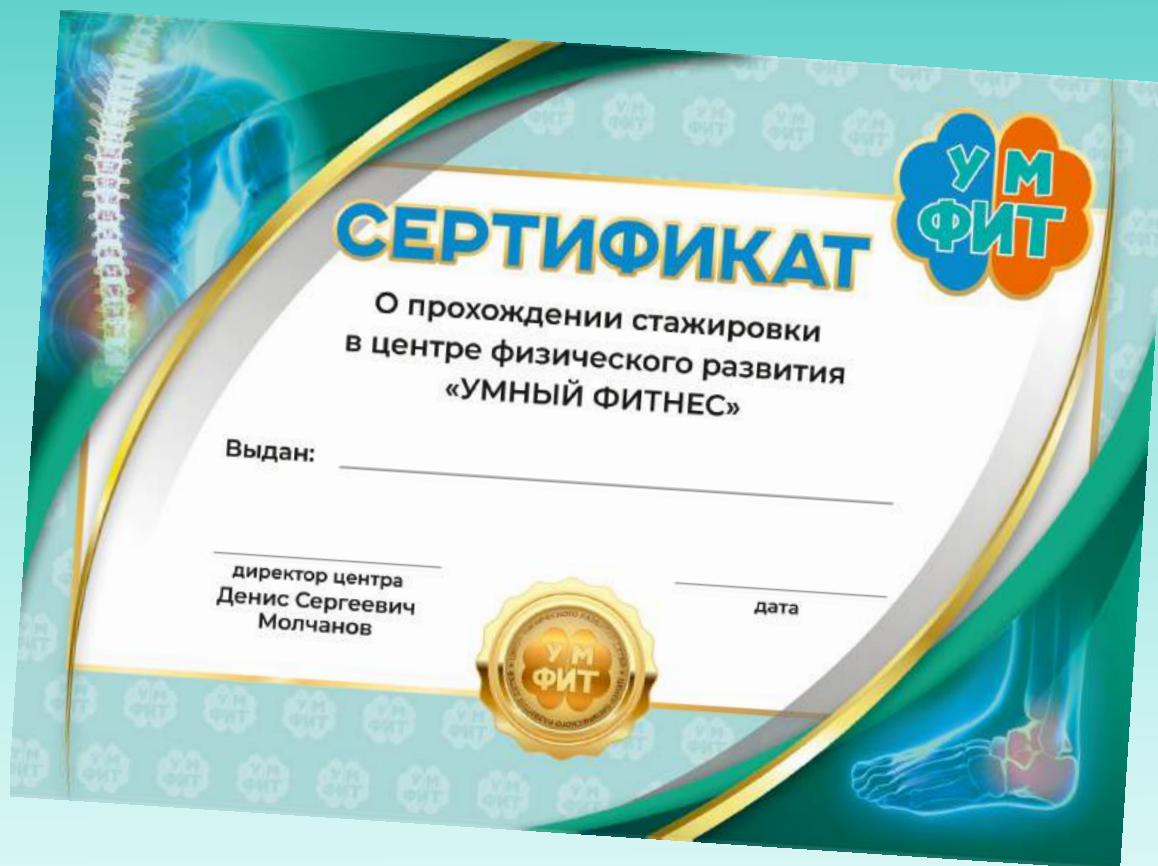 УМ
ФИТ
СЕРТИФИКАТ
О прохождении стажировки
в центре физического развития
«УМНЫЙ ФИТНЕС»
Выдан:
директор центра
Денис Сергеевич
Молчанов
дата
УМ
ФИТ